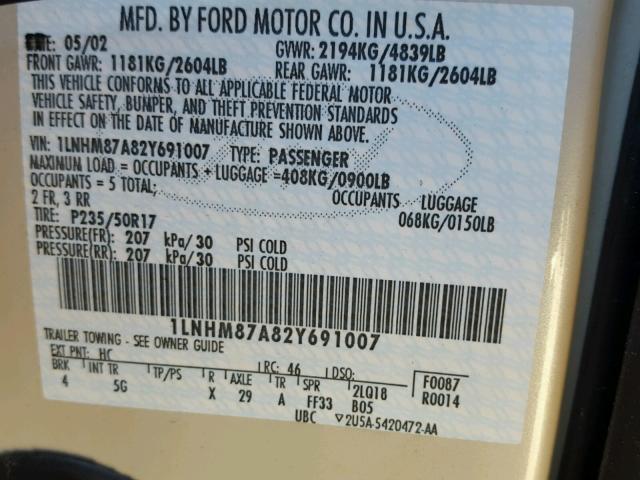 MFD. BY FORD MOTOR CO. IN U.S.A.
05/02 GVWR: 2194KG/4839LB
FRONT GAWR: 1181KG/2604LB REAR GAWR: 1181KG/2604LB
THIS VEHICLE CONFORMS TO ALL APPLICABLE FEDERAL MOTOR
VEHICLE SAFETY, BUMPER, AND THEFT PREVENTION STANDARDS
IN EFFECT ON THE DATE OF MANUFACTURE SHOWN ABOVE.
VIN: 1LNHM87A82Y691007 TYPE: PASSENGER
MAXIMUM LOAD = OCCUPANTS + LUGGAGE = 408KG/0900LB
OCCUPANTS = 5 TOTAL; OCCUPANTS LUGGAGE
2 FR, 3 RR 068KG/0150LB
TIRE: P235/50R17
PRESSURE(FR): 207 kPa/30 PSI COLD
PRESSURE(RR): 207 kPa/30 PSI COLD
1LNHM87A82Y691007
TRAILER TOWING - SEE OWNER GUIDE
EXT PNT: HC RC: 46 DSO: F0087
BRK INT TR TP/PS R AXLE TR SPR 2LQ18 R0014
4 5G X 29 A FF33 B05
UBC ▽2U5A-5420472-AA